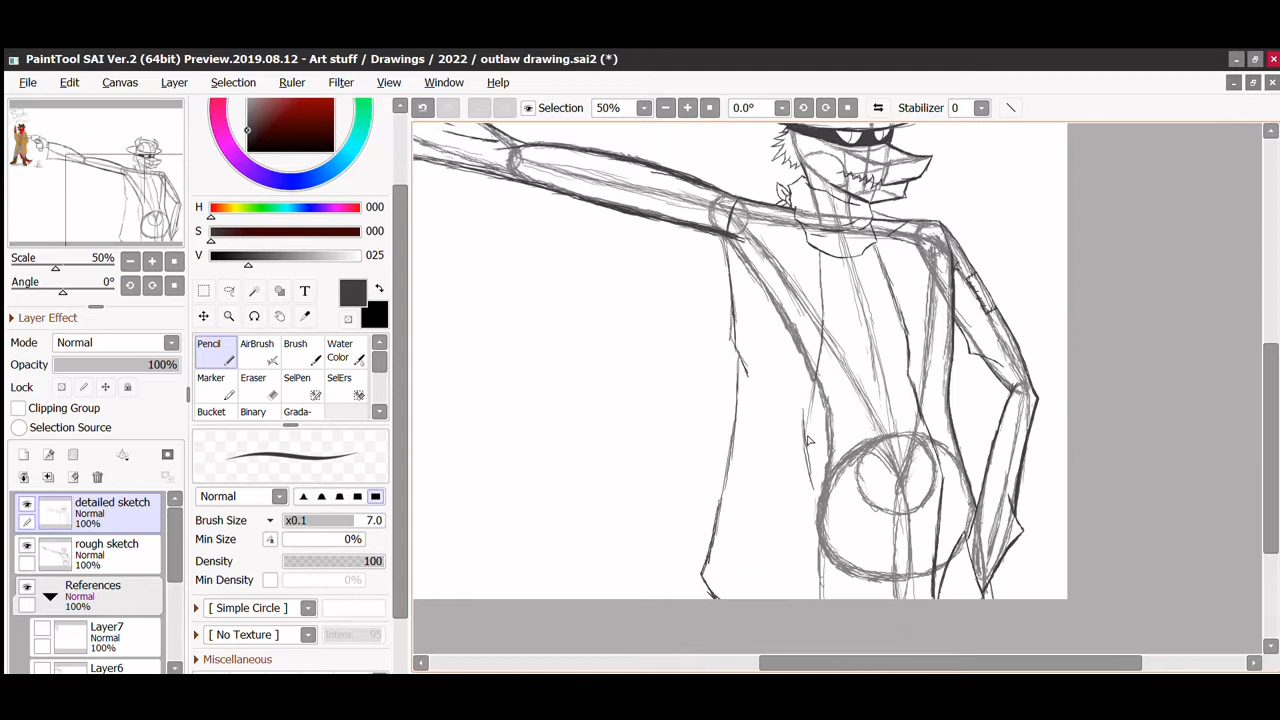 PaintTool SAI Ver.2 (64bit) Preview.2019.08.12 - Art stuff / Drawings / 2022 / outlaw drawing.sai2 (*)
File Edit Canvas Layer Selection Ruler Filter View Window Help
Selection 50% 0.0° Stabilizer 0
H 000
S 000
V 025
Scale 50%
Angle 0°
Layer Effect
Mode Normal
Opacity 100%
Lock
Clipping Group
Selection Source
T
Pencil AirBrush Brush Water Color
Marker Eraser SelPen SelErs
Bucket Binary Grada-
Normal
Brush Size x0.1 7.0
Min Size 0%
Density 100
Min Density 0%
[ Simple Circle ]
[ No Texture ] Intens. 95
Miscellaneous
detailed sketch
Normal
100%
rough sketch
Normal
100%
References
Normal
100%
Layer7
Normal
100%
Layer6